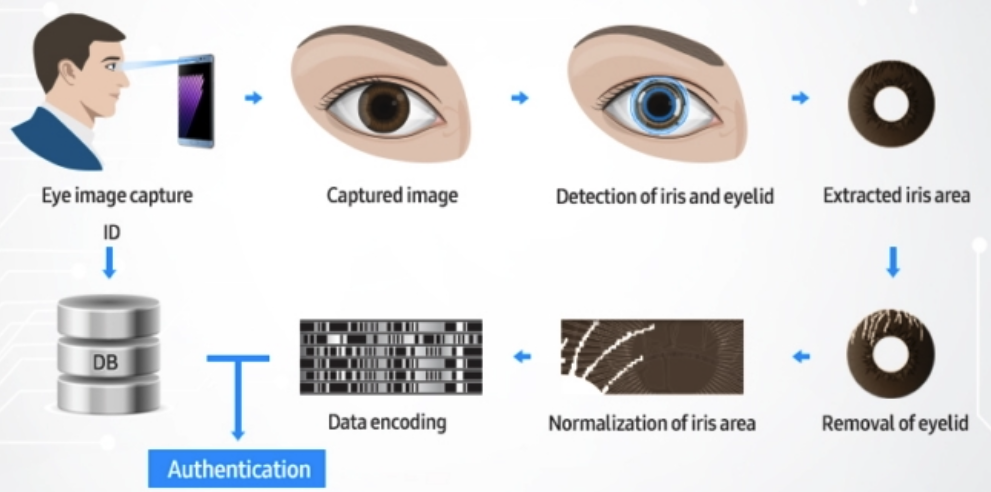 Eye image capture
Captured image
Detection of iris and eyelid
Extracted iris area
ID
DB
Data encoding
Normalization of iris area
Removal of eyelid
Authentication